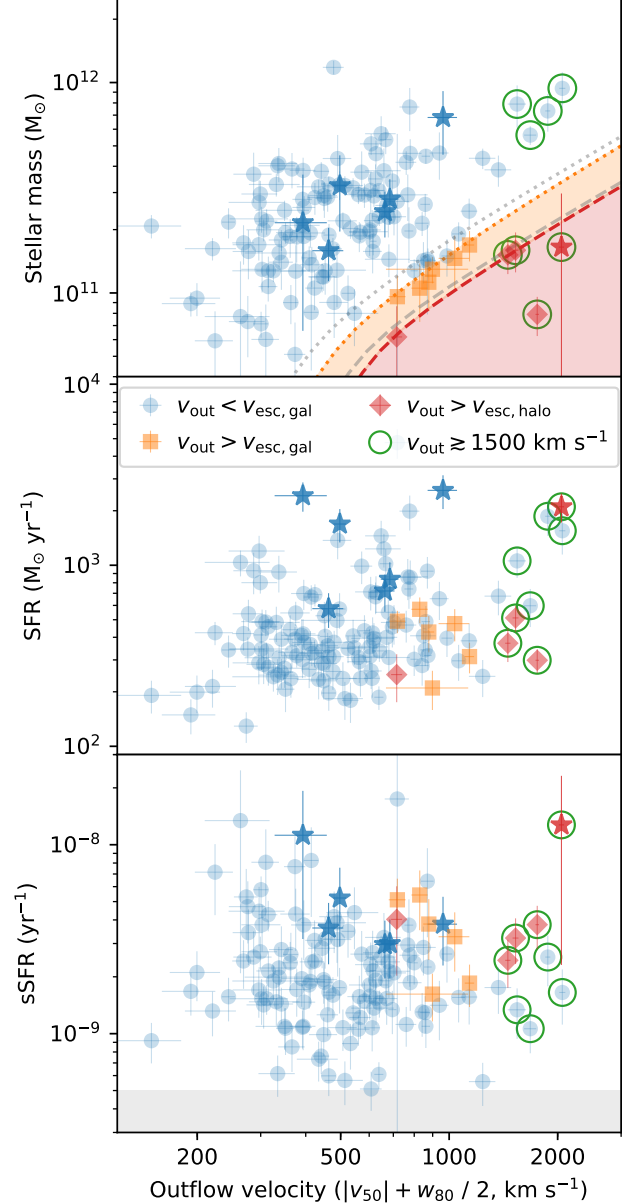 10¹²
10¹¹
Stellar mass (M⊙)
10⁴
v_out < v_esc, gal
v_out > v_esc, halo
v_out > v_esc, gal
v_out ≳ 1500 km s⁻¹
10³
10²
SFR (M⊙ yr⁻¹)
10⁻⁸
10⁻⁹
sSFR (yr⁻¹)
200 500 1000 2000
Outflow velocity (|v₅₀| + w₈₀ / 2, km s⁻¹)